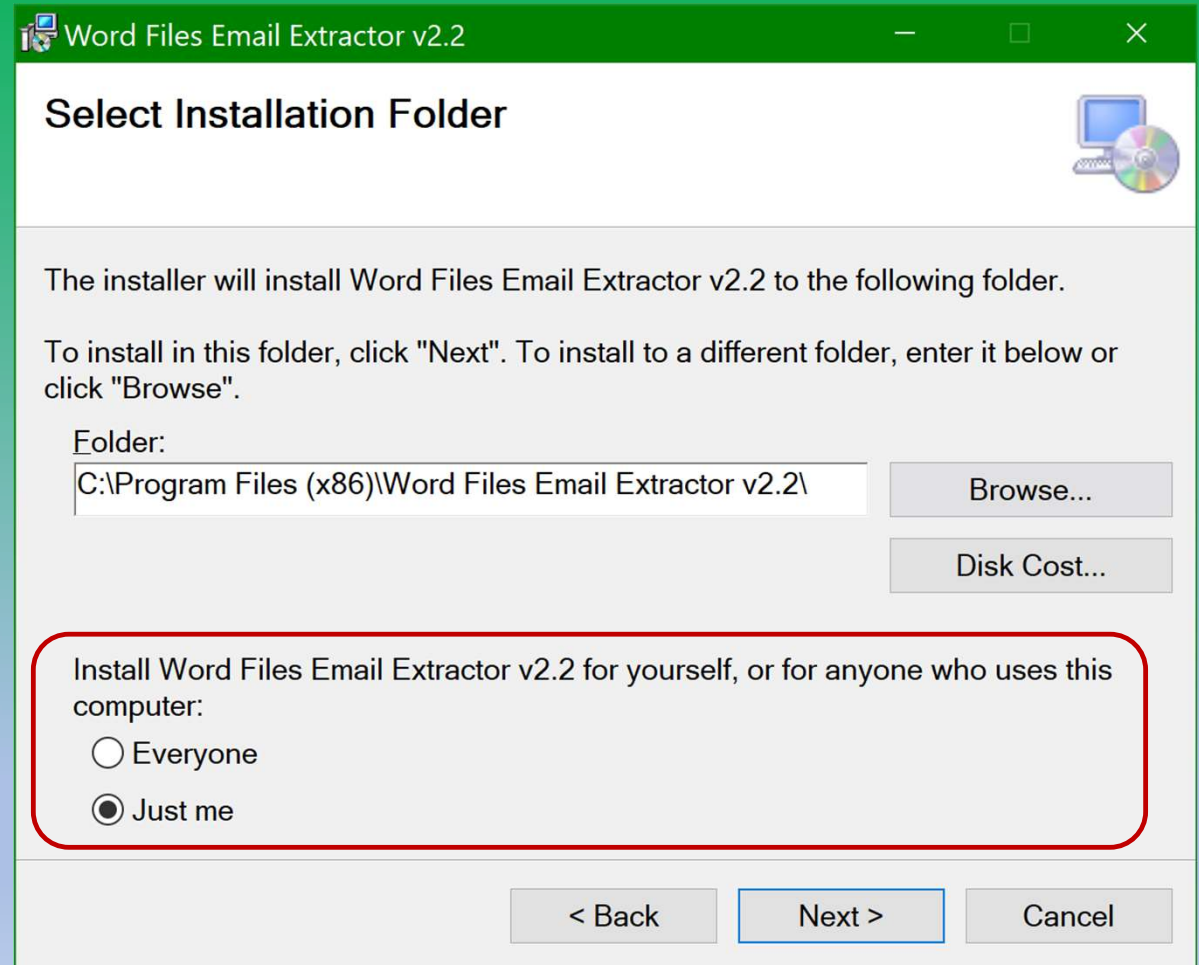 Word Files Email Extractor v2.2
Select Installation Folder
The installer will install Word Files Email Extractor v2.2 to the following folder.
To install in this folder, click "Next". To install to a different folder, enter it below or
click "Browse".
Folder:
C:\Program Files (x86)\Word Files Email Extractor v2.2\
Browse...
Disk Cost...
Install Word Files Email Extractor v2.2 for yourself, or for anyone who uses this
computer:
Everyone
Just me
< Back
Next >
Cancel